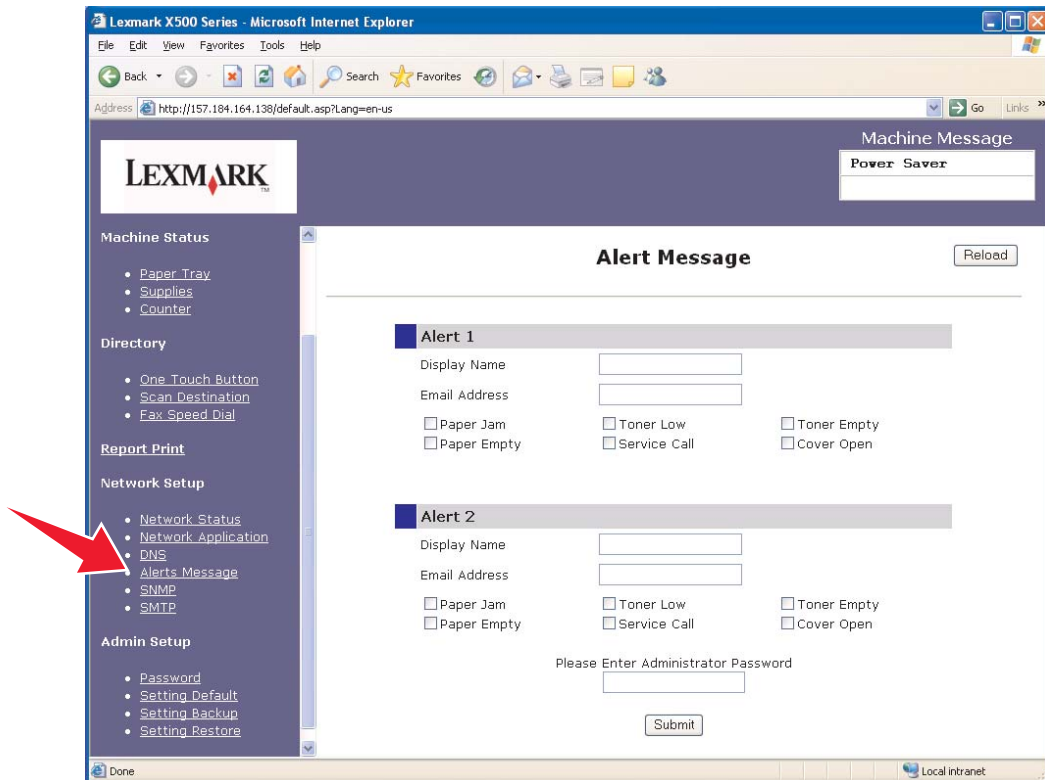 Lexmark X500 Series - Microsoft Internet Explorer
File Edit View Favorites Tools Help
Back Search Favorites
Address http://157.184.164.138/default.asp?Lang=en-us Go Links »
Machine Message
LEXMARK TM
Power Saver
Machine Status
• Paper Tray
• Supplies
• Counter
Directory
• One Touch Button
• Scan Destination
• Fax Speed Dial
Report Print
Network Setup
• Network Status
• Network Application
• DNS
• Alerts Message
• SNMP
• SMTP
Admin Setup
• Password
• Setting Default
• Setting Backup
• Setting Restore
Alert Message Reload
Alert 1
Display Name
Email Address
Paper Jam Toner Low Toner Empty
Paper Empty Service Call Cover Open
Alert 2
Display Name
Email Address
Paper Jam Toner Low Toner Empty
Paper Empty Service Call Cover Open
Please Enter Administrator Password
Submit
Done Local intranet